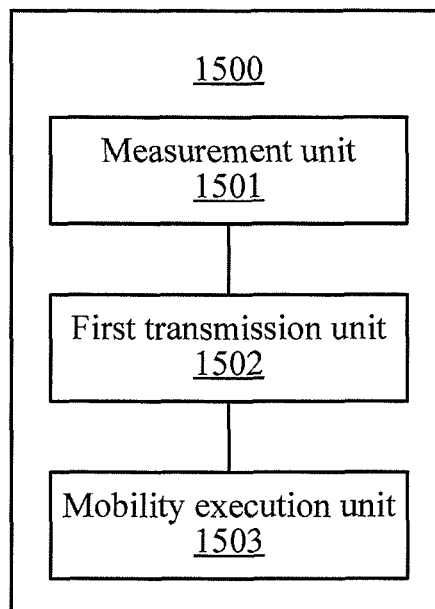 1500
Measurement unit
1501
First transmission unit
1502
Mobility execution unit
1503